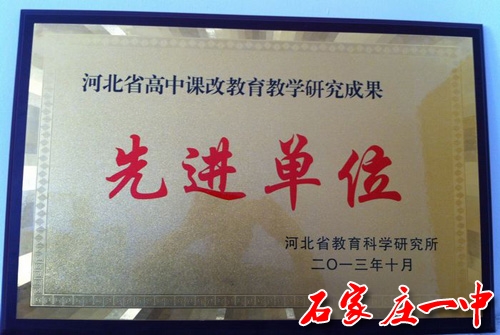 河北省高中课改教育教学研究成果
先进单位
河北省教育科学研究所
二〇一三年十月
石家庄一中